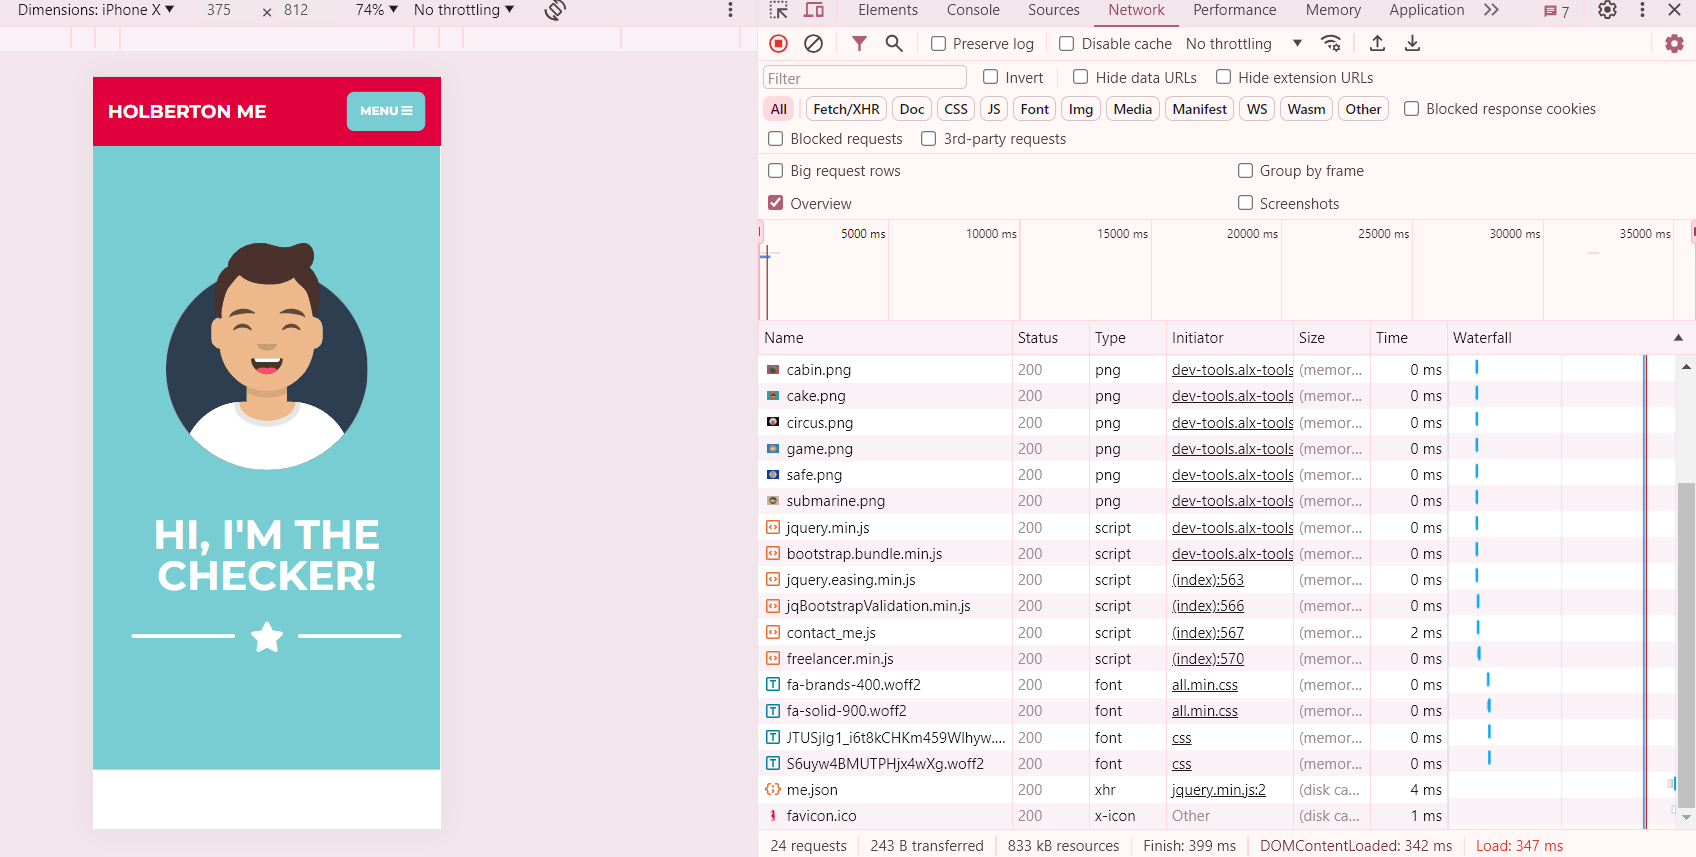 Dimensions: iPhone X ▼ 375 × 812 74% ▼ No throttling ▼
HOLBERTON ME
MENU
HI, I'M THE
CHECKER!
Elements Console Sources Network Performance Memory Application 7
Preserve log Disable cache No throttling ▼
Filter Invert Hide data URLs Hide extension URLs
All Fetch/XHR Doc CSS JS Font Img Media Manifest WS Wasm Other Blocked response cookies
Blocked requests 3rd-party requests
Big request rows Group by frame
Overview Screenshots
5000 ms 10000 ms 15000 ms 20000 ms 25000 ms 30000 ms 35000 ms
Name Status Type Initiator Size Time Waterfall
cabin.png 200 png dev-tools.alx-tools (memor... 0 ms
cake.png 200 png dev-tools.alx-tools (memor... 0 ms
circus.png 200 png dev-tools.alx-tools (memor... 0 ms
game.png 200 png dev-tools.alx-tools (memor... 0 ms
safe.png 200 png dev-tools.alx-tools (memor... 0 ms
submarine.png 200 png dev-tools.alx-tools (memor... 0 ms
jquery.min.js 200 script dev-tools.alx-tools (memor... 0 ms
bootstrap.bundle.min.js 200 script dev-tools.alx-tools (memor... 0 ms
jquery.easing.min.js 200 script (index):563 (memor... 0 ms
jqBootstrapValidation.min.js 200 script (index):566 (memor... 0 ms
contact_me.js 200 script (index):567 (memor... 2 ms
freelancer.min.js 200 script (index):570 (memor... 0 ms
fa-brands-400.woff2 200 font all.min.css (memor... 0 ms
fa-solid-900.woff2 200 font all.min.css (memor... 0 ms
JTUSjIg1_i6t8kCHKm459Wlhyw.... 200 font css (memor... 0 ms
S6uyw4BMUTPHjx4wXg.woff2 200 font css (memor... 0 ms
me.json 200 xhr jquery.min.js:2 (disk ca... 4 ms
favicon.ico 200 x-icon Other (disk ca... 1 ms
24 requests 243 B transferred 833 kB resources Finish: 399 ms DOMContentLoaded: 342 ms Load: 347 ms